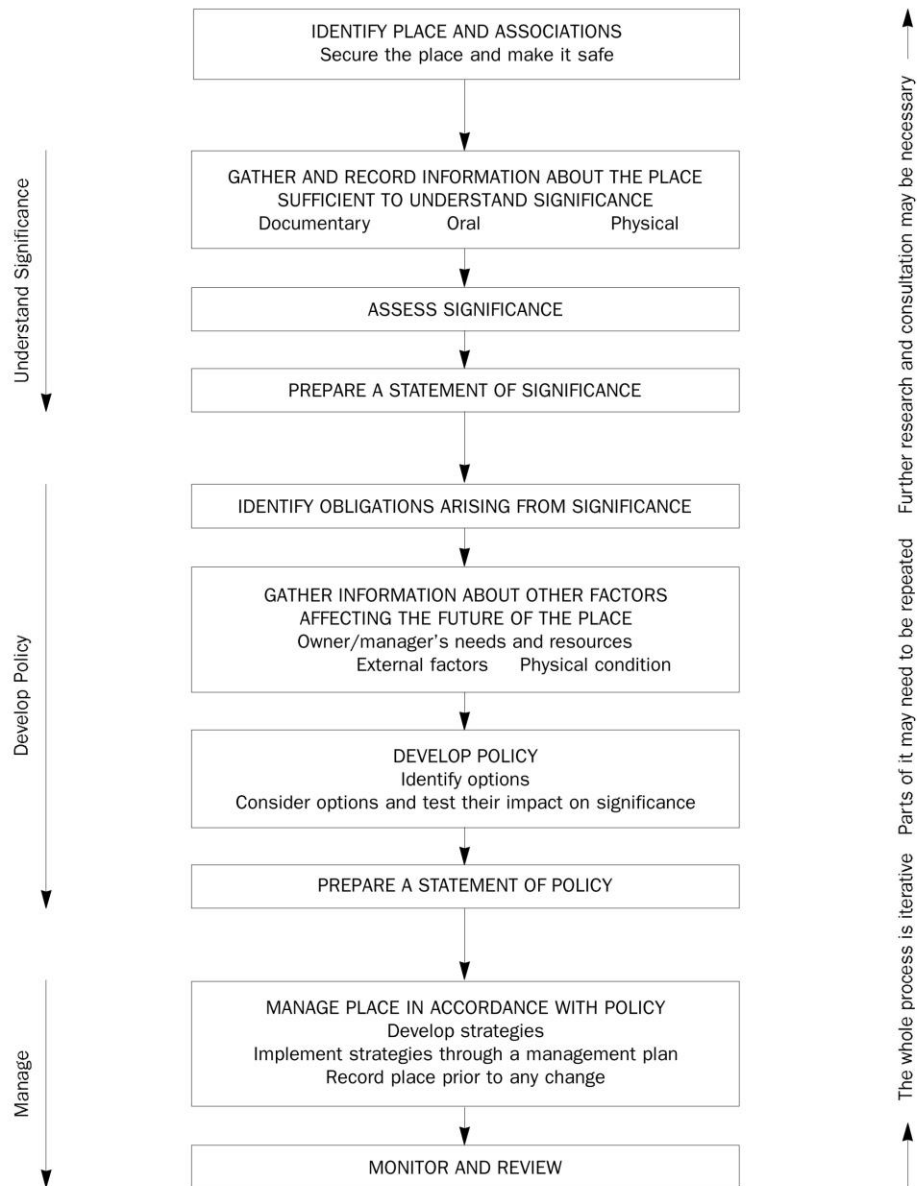 IDENTIFY PLACE AND ASSOCIATIONS
Secure the place and make it safe
Understand Significance
GATHER AND RECORD INFORMATION ABOUT THE PLACE
SUFFICIENT TO UNDERSTAND SIGNIFICANCE
Documentary Oral Physical
ASSESS SIGNIFICANCE
PREPARE A STATEMENT OF SIGNIFICANCE
Develop Policy
IDENTIFY OBLIGATIONS ARISING FROM SIGNIFICANCE
GATHER INFORMATION ABOUT OTHER FACTORS
AFFECTING THE FUTURE OF THE PLACE
Owner/manager’s needs and resources
External factors Physical condition
DEVELOP POLICY
Identify options
Consider options and test their impact on significance
PREPARE A STATEMENT OF POLICY
Manage
MANAGE PLACE IN ACCORDANCE WITH POLICY
Develop strategies
Implement strategies through a management plan
Record place prior to any change
MONITOR AND REVIEW
The whole process is iterative Parts of it may need to be repeated Further research and consultation may be necessary